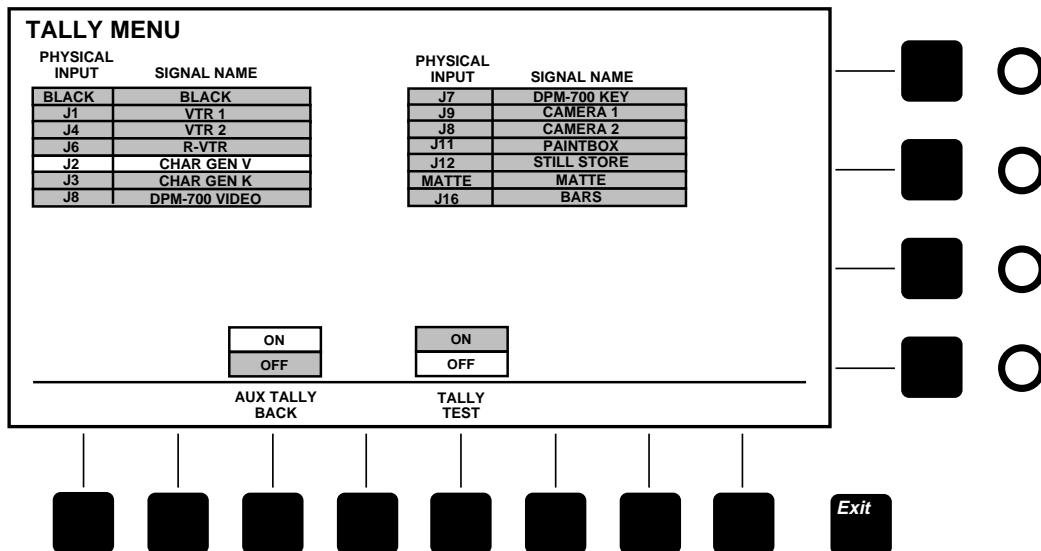 TALLY MENU
PHYSICAL INPUT SIGNAL NAME
BLACK BLACK
J1 VTR 1
J4 VTR 2
J6 R-VTR
J2 CHAR GEN V
J3 CHAR GEN K
J8 DPM-700 VIDEO
PHYSICAL INPUT SIGNAL NAME
J7 DPM-700 KEY
J9 CAMERA 1
J8 CAMERA 2
J11 PAINTBOX
J12 STILL STORE
MATTE MATTE
J16 BARS
ON
OFF
AUX TALLY
BACK
ON
OFF
TALLY
TEST
Exit